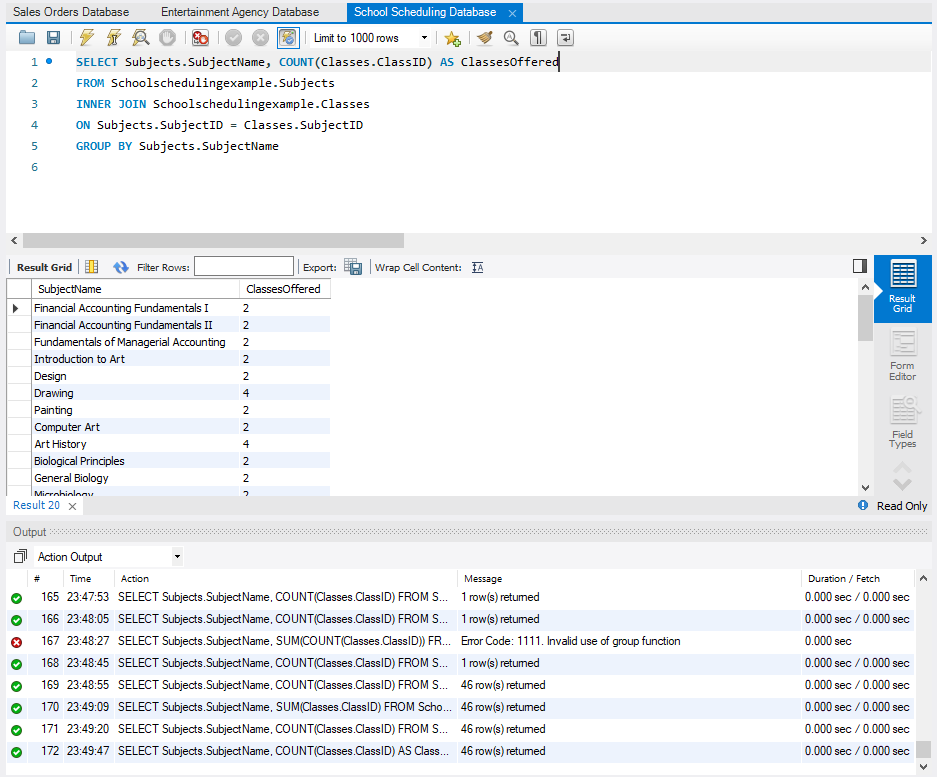 Sales Orders Database Entertainment Agency Database School Scheduling Database
Limit to 1000 rows
1 SELECT Subjects.SubjectName, COUNT(Classes.ClassID) AS ClassesOffered
2 FROM Schoolschedulingexample.Subjects
3 INNER JOIN Schoolschedulingexample.Classes
4 ON Subjects.SubjectID = Classes.SubjectID
5 GROUP BY Subjects.SubjectName
6
Result Grid Filter Rows: Export: Wrap Cell Content: IA
SubjectName ClassesOffered
Financial Accounting Fundamentals I 2
Financial Accounting Fundamentals II 2
Fundamentals of Managerial Accounting 2
Introduction to Art 2
Design 2
Drawing 4
Painting 2
Computer Art 2
Art History 4
Biological Principles 2
General Biology 2
Microbiology 2
Result
Grid
Form
Editor
Field
Types
Result 20 Read Only
Output
Action Output
# Time Action Message Duration / Fetch
165 23:47:53 SELECT Subjects.SubjectName, COUNT(Classes.ClassID) FROM S... 1 row(s) returned 0.000 sec / 0.000 sec
166 23:48:05 SELECT Subjects.SubjectName, COUNT(Classes.ClassID) FROM S... 1 row(s) returned 0.000 sec / 0.000 sec
167 23:48:27 SELECT Subjects.SubjectName, SUM(COUNT(Classes.ClassID)) FR... Error Code: 1111. Invalid use of group function 0.000 sec
168 23:48:45 SELECT Subjects.SubjectName, COUNT(Classes.ClassID) FROM S... 1 row(s) returned 0.000 sec / 0.000 sec
169 23:48:55 SELECT Subjects.SubjectName, COUNT(Classes.ClassID) FROM S... 46 row(s) returned 0.000 sec / 0.000 sec
170 23:49:09 SELECT Subjects.SubjectName, SUM(Classes.ClassID) FROM Scho... 46 row(s) returned 0.000 sec / 0.000 sec
171 23:49:20 SELECT Subjects.SubjectName, COUNT(Classes.ClassID) FROM S... 46 row(s) returned 0.000 sec / 0.000 sec
172 23:49:47 SELECT Subjects.SubjectName, COUNT(Classes.ClassID) AS Class... 46 row(s) returned 0.000 sec / 0.000 sec